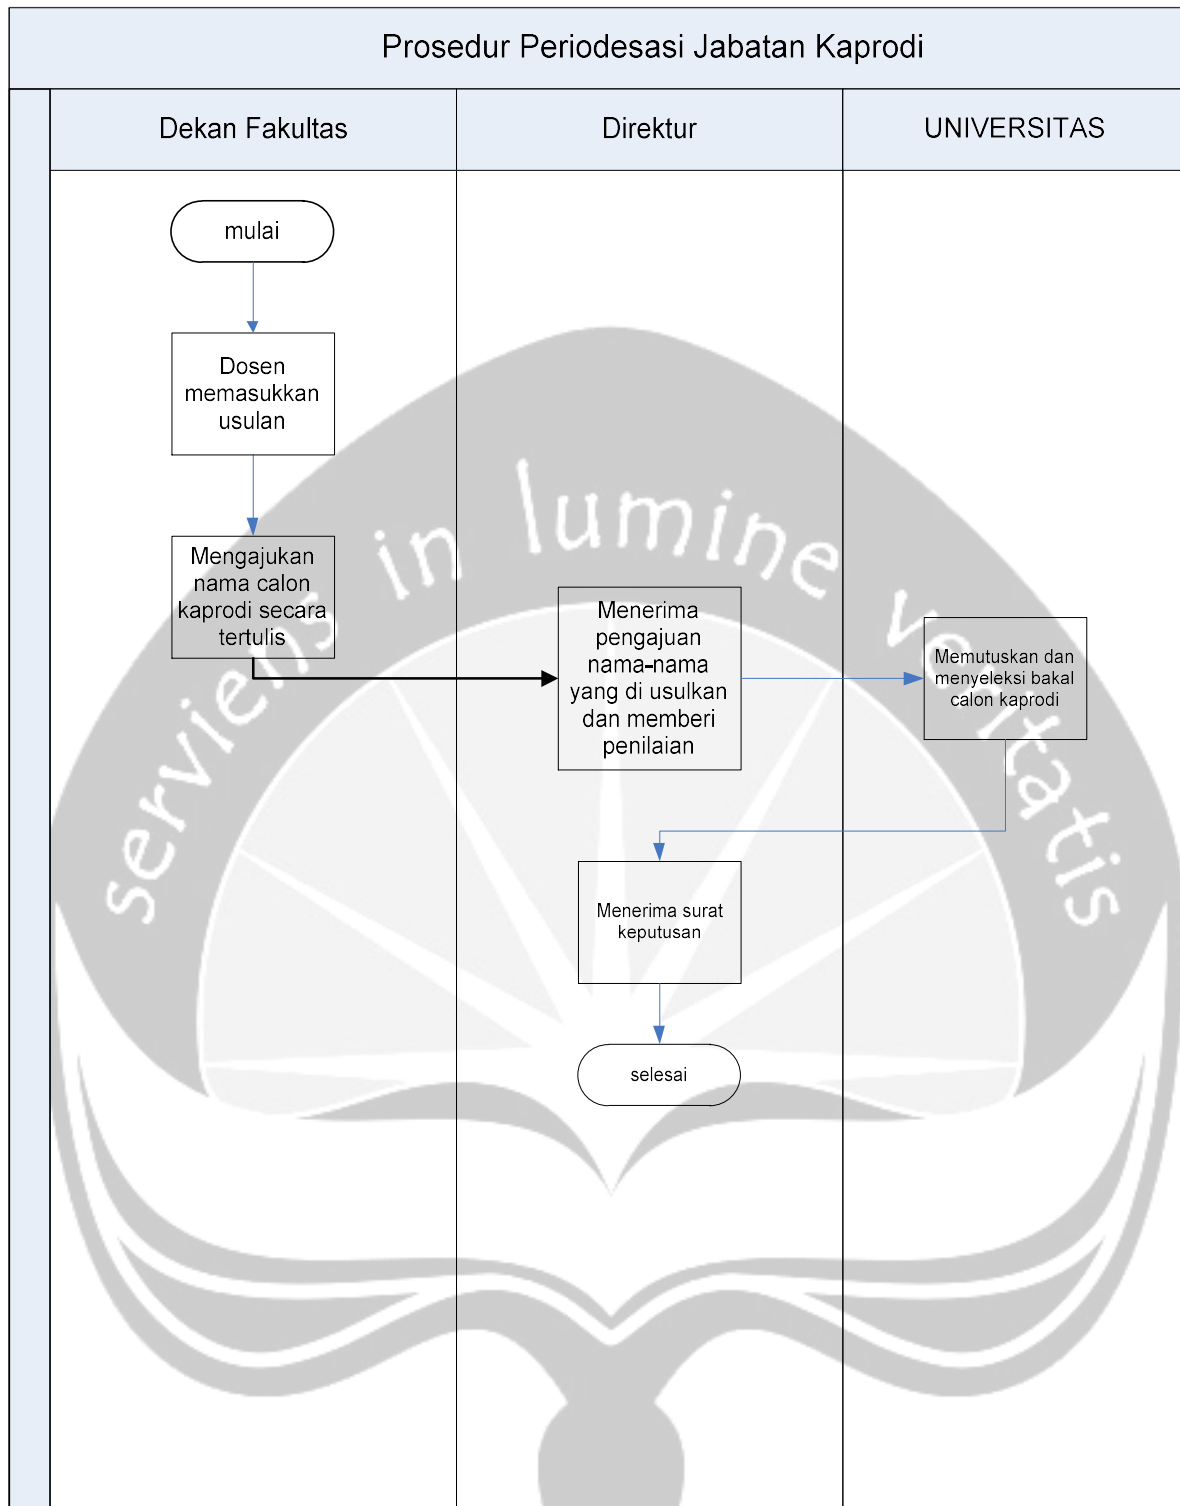 Prosedur Periodesasi Jabatan Kaprodi
Dekan Fakultas
Direktur
UNIVERSITAS
mulai
Dosen
memasukkan
usulan
Mengajukan
nama calon
kaprodi secara
tertulis
Menerima
pengajuan
nama-nama
yang di usulkan
dan memberi
penilaian
Memutuskan dan
menyeleksi bakal
calon kaprodi
Menerima surat
keputusan
selesai
serviens in lumine veritatis